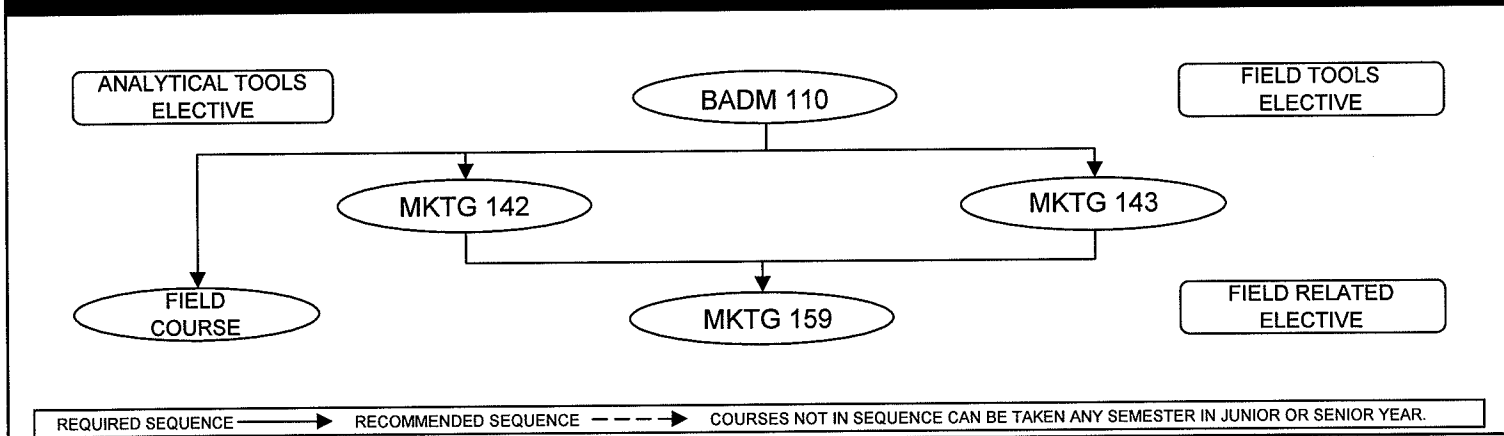 ANALYTICAL TOOLS
ELECTIVE
BADM 110
FIELD TOOLS
ELECTIVE
MKTG 142
MKTG 143
FIELD
COURSE
MKTG 159
FIELD RELATED
ELECTIVE
REQUIRED SEQUENCE RECOMMENDED SEQUENCE COURSES NOT IN SEQUENCE CAN BE TAKEN ANY SEMESTER IN JUNIOR OR SENIOR YEAR.